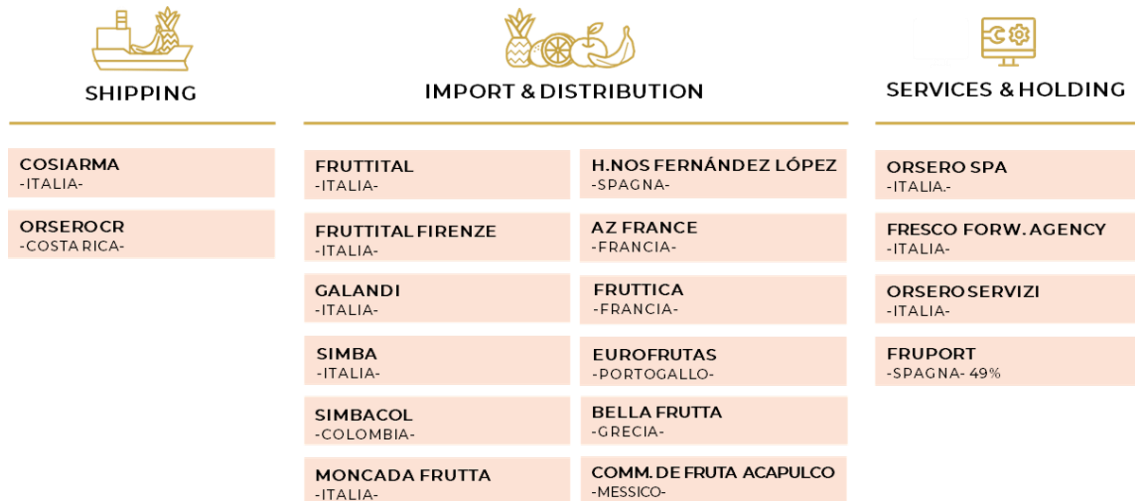 SHIPPING
COSIARMA
-ITALIA-
ORSEROCR
-COSTA RICA-
IMPORT & DISTRIBUTION
FRUTTITAL
-ITALIA-
FRUTTITAL FIRENZE
-ITALIA-
GALANDI
-ITALIA-
SIMBA
-ITALIA-
SIMBACOL
-COLOMBIA-
MONCADA FRUTTA
-ITALIA-
H.NOS FERNÁNDEZ LÓPEZ
-SPAGNA-
AZ FRANCE
-FRANCIA-
FRUTTICA
-FRANCIA-
EUROFRUTAS
-PORTOGALLO-
BELLA FRUTTA
-GRECIA-
COMM. DE FRUTA ACAPULCO
-MESSICO-
SERVICES & HOLDING
ORSERO SPA
-ITALIA.-
FRESCO FORW. AGENCY
-ITALIA-
ORSERO SERVIZI
-ITALIA-
FRUPORT
-SPAGNA- 49%